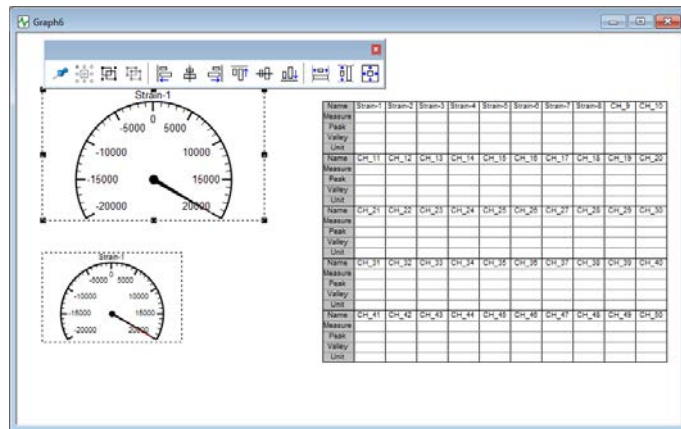 Graph6
Strain-1
0
-5000 5000
-10000 10000
-15000 15000
-20000 20000
Strain-1
0
-5000 5000
-10000 10000
-15000 15000
-20000 20000
Name Strain-1 Strain-2 Strain-3 Strain-4 Strain-5 Strain-6 Strain-7 Strain-8 CH_9 CH_10
Measure
Peak
Valley
Unit
Name CH_11 CH_12 CH_13 CH_14 CH_15 CH_16 CH_17 CH_18 CH_19 CH_20
Measure
Peak
Valley
Unit
Name CH_21 CH_22 CH_23 CH_24 CH_25 CH_26 CH_27 CH_28 CH_29 CH_30
Measure
Peak
Valley
Unit
Name CH_31 CH_32 CH_33 CH_34 CH_35 CH_36 CH_37 CH_38 CH_39 CH_40
Measure
Peak
Valley
Unit
Name CH_41 CH_42 CH_43 CH_44 CH_45 CH_46 CH_47 CH_48 CH_49 CH_50
Measure
Peak
Valley
Unit